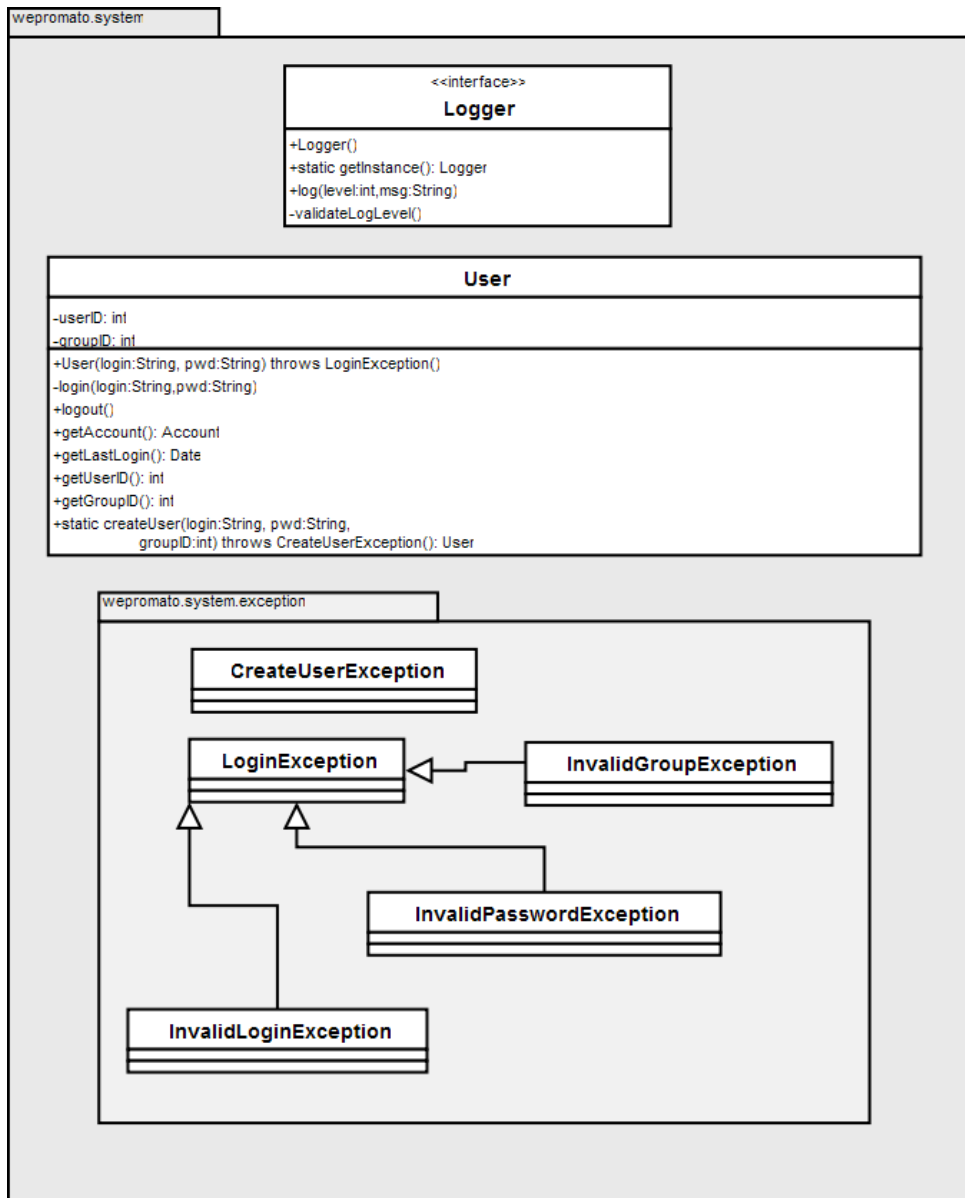 wepromato.system
<<interface>>
Logger
+Logger()
+static getInstance(): Logger
+log(level:int,msg:String)
-validateLogLevel()
User
-userID: int
-groupID: int
+User(login:String, pwd:String) throws LoginException()
-login(login:String,pwd:String)
+logout()
+getAccount(): Account
+getLastLogin(): Date
+getUserID(): int
+getGroupID(): int
+static createUser(login:String, pwd:String,
groupID:int) throws CreateUserException(): User
wepromato.system.exception
CreateUserException
LoginException
InvalidGroupException
InvalidPasswordException
InvalidLoginException